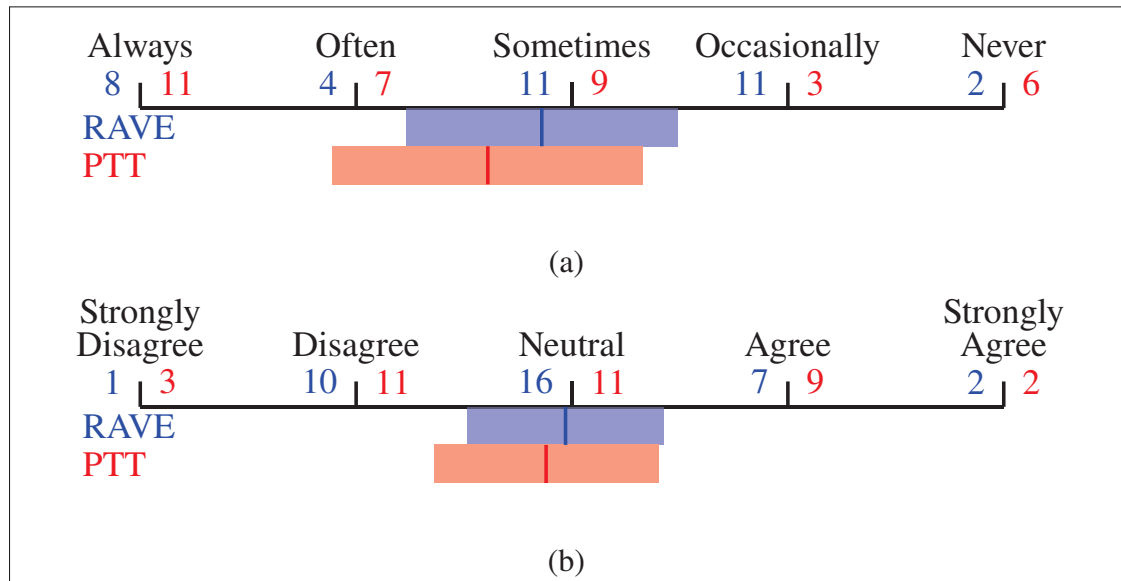 Always Often Sometimes Occasionally Never
8 11 4 7 11 9 11 3 2 6
RAVE
PTT
(a)
Strongly Strongly
Disagree Disagree Neutral Agree Agree
1 3 10 11 16 11 7 9 2 2
RAVE
PTT
(b)